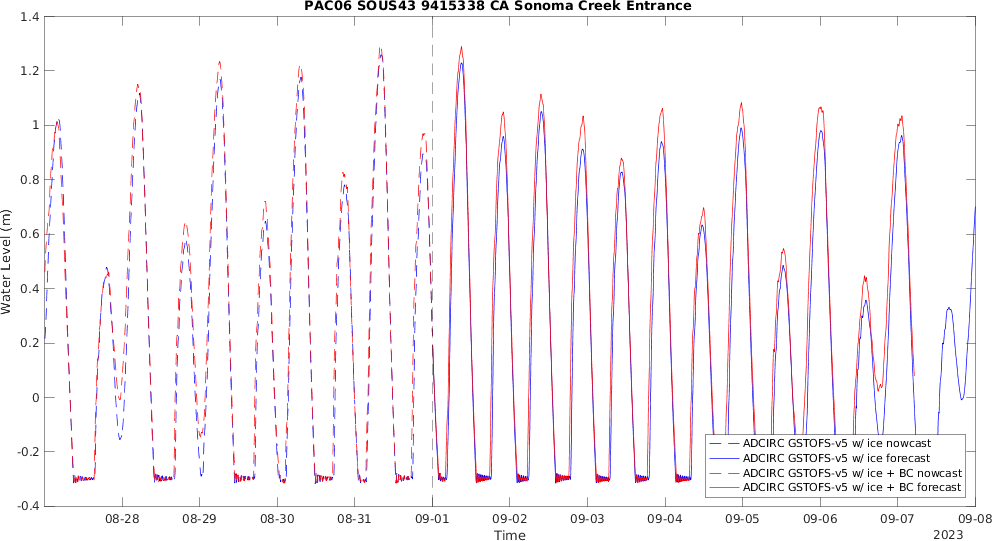 PAC06 SOUS43 9415338 CA Sonoma Creek Entrance
1.4
1.2
1
0.8
0.6
0.4
0.2
0
-0.2
-0.4
Water Level (m)
ADCIRC GSTOFS-v5 w/ ice nowcast
ADCIRC GSTOFS-v5 w/ ice forecast
ADCIRC GSTOFS-v5 w/ ice + BC nowcast
ADCIRC GSTOFS-v5 w/ ice + BC forecast
08-28 08-29 08-30 08-31 09-01 09-02 09-03 09-04 09-05 09-06 09-07 09-08
Time
2023